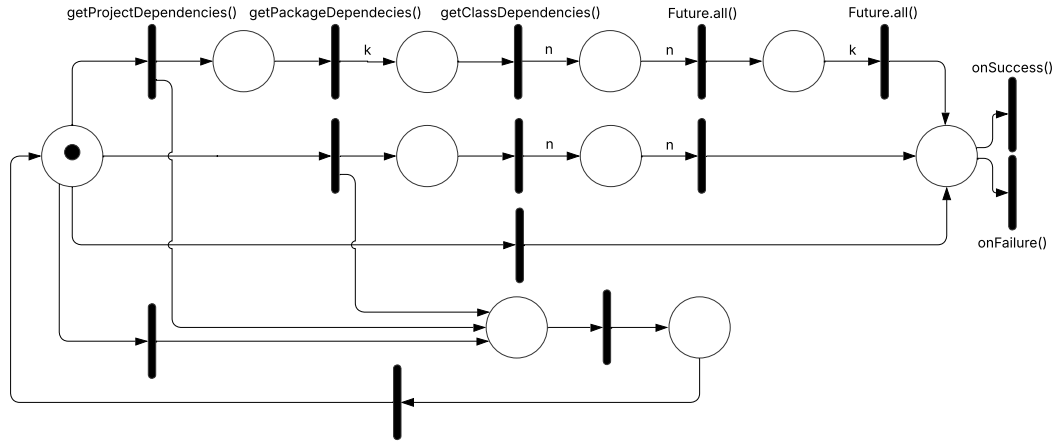 getProjectDependencies()
getPackageDependecies()
getClassDependencies()
Future.all()
Future.all()
k
n
n
k
onSuccess()
n
n
onFailure()